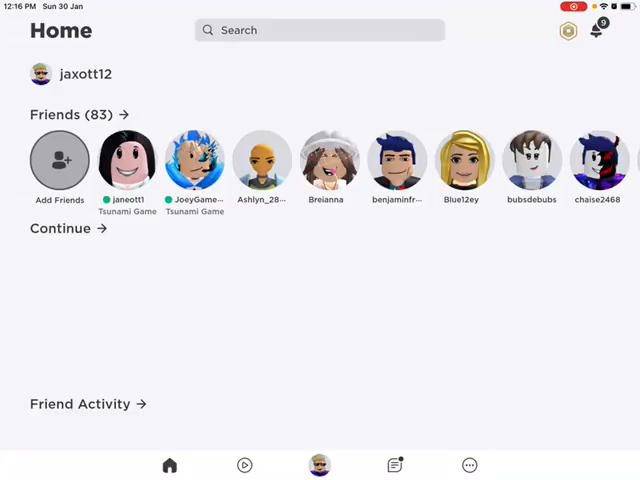 12:16 PM Sun 30 Jan
Home
Search
9
jaxott12
Friends (83) →
Add Friends
janeott1
Tsunami Game
JoeyGame···
Tsunami Game
Ashlyn_28···
Breianna
benjaminfr···
Blue12ey
bubsdebubs
chaise2468
Continue →
Friend Activity →